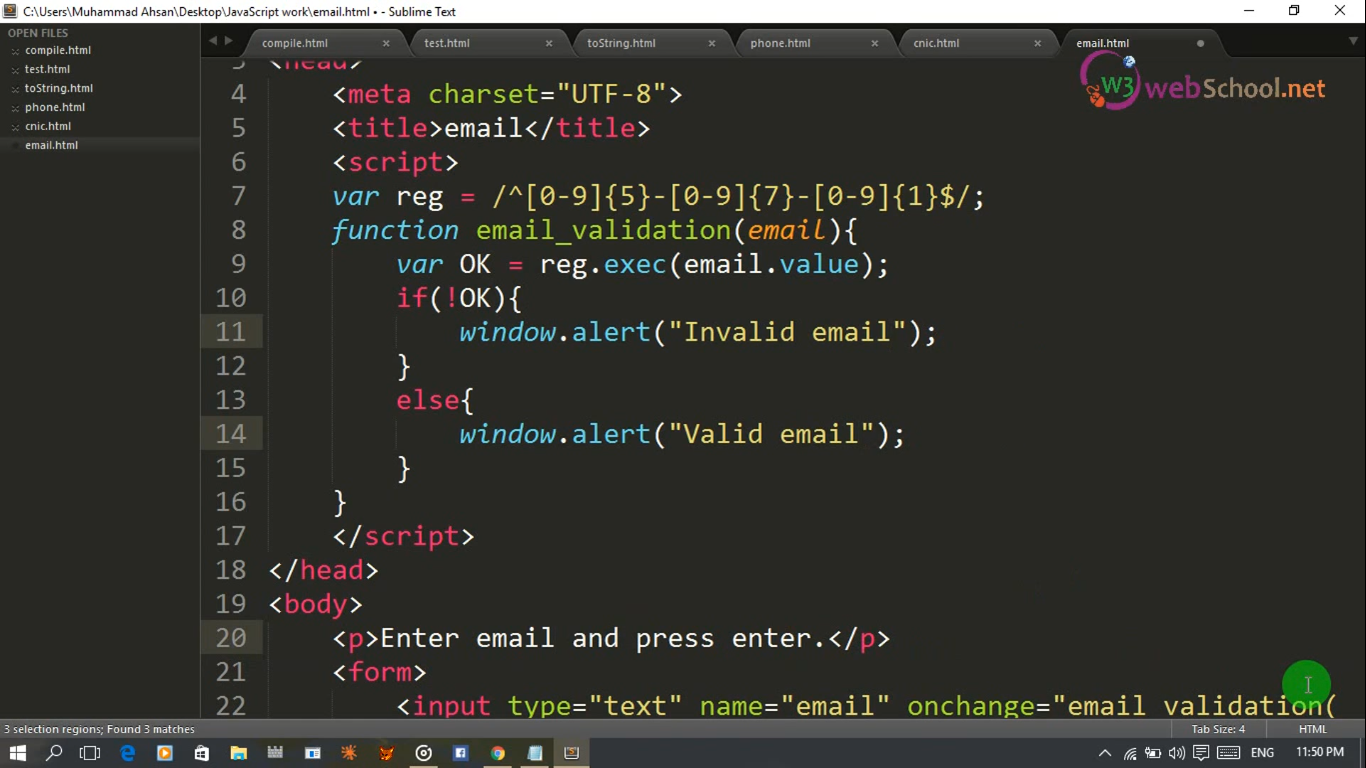 C:\Users\Muhammad Ahsan\Desktop\JavaScript work\email.html • - Sublime Text
OPEN FILES
compile.html
test.html
toString.html
phone.html
cnic.html
email.html
compile.html
test.html
toString.html
phone.html
cnic.html
email.html
W3 webSchool.net
3 <head>
4 <meta charset="UTF-8">
5 <title>email</title>
6 <script>
7 var reg = /^[0-9]{5}-[0-9]{7}-[0-9]{1}$/;
8 function email_validation(email){
9 var OK = reg.exec(email.value);
10 if(!OK){
11 window.alert("Invalid email");
12 }
13 else{
14 window.alert("Valid email");
15 }
16 }
17 </script>
18 </head>
19 <body>
20 <p>Enter email and press enter.</p>
21 <form>
22 <input type="text" name="email" onchange="email_validation(
3 selection regions; Found 3 matches
Tab Size: 4
HTML
ENG
11:50 PM